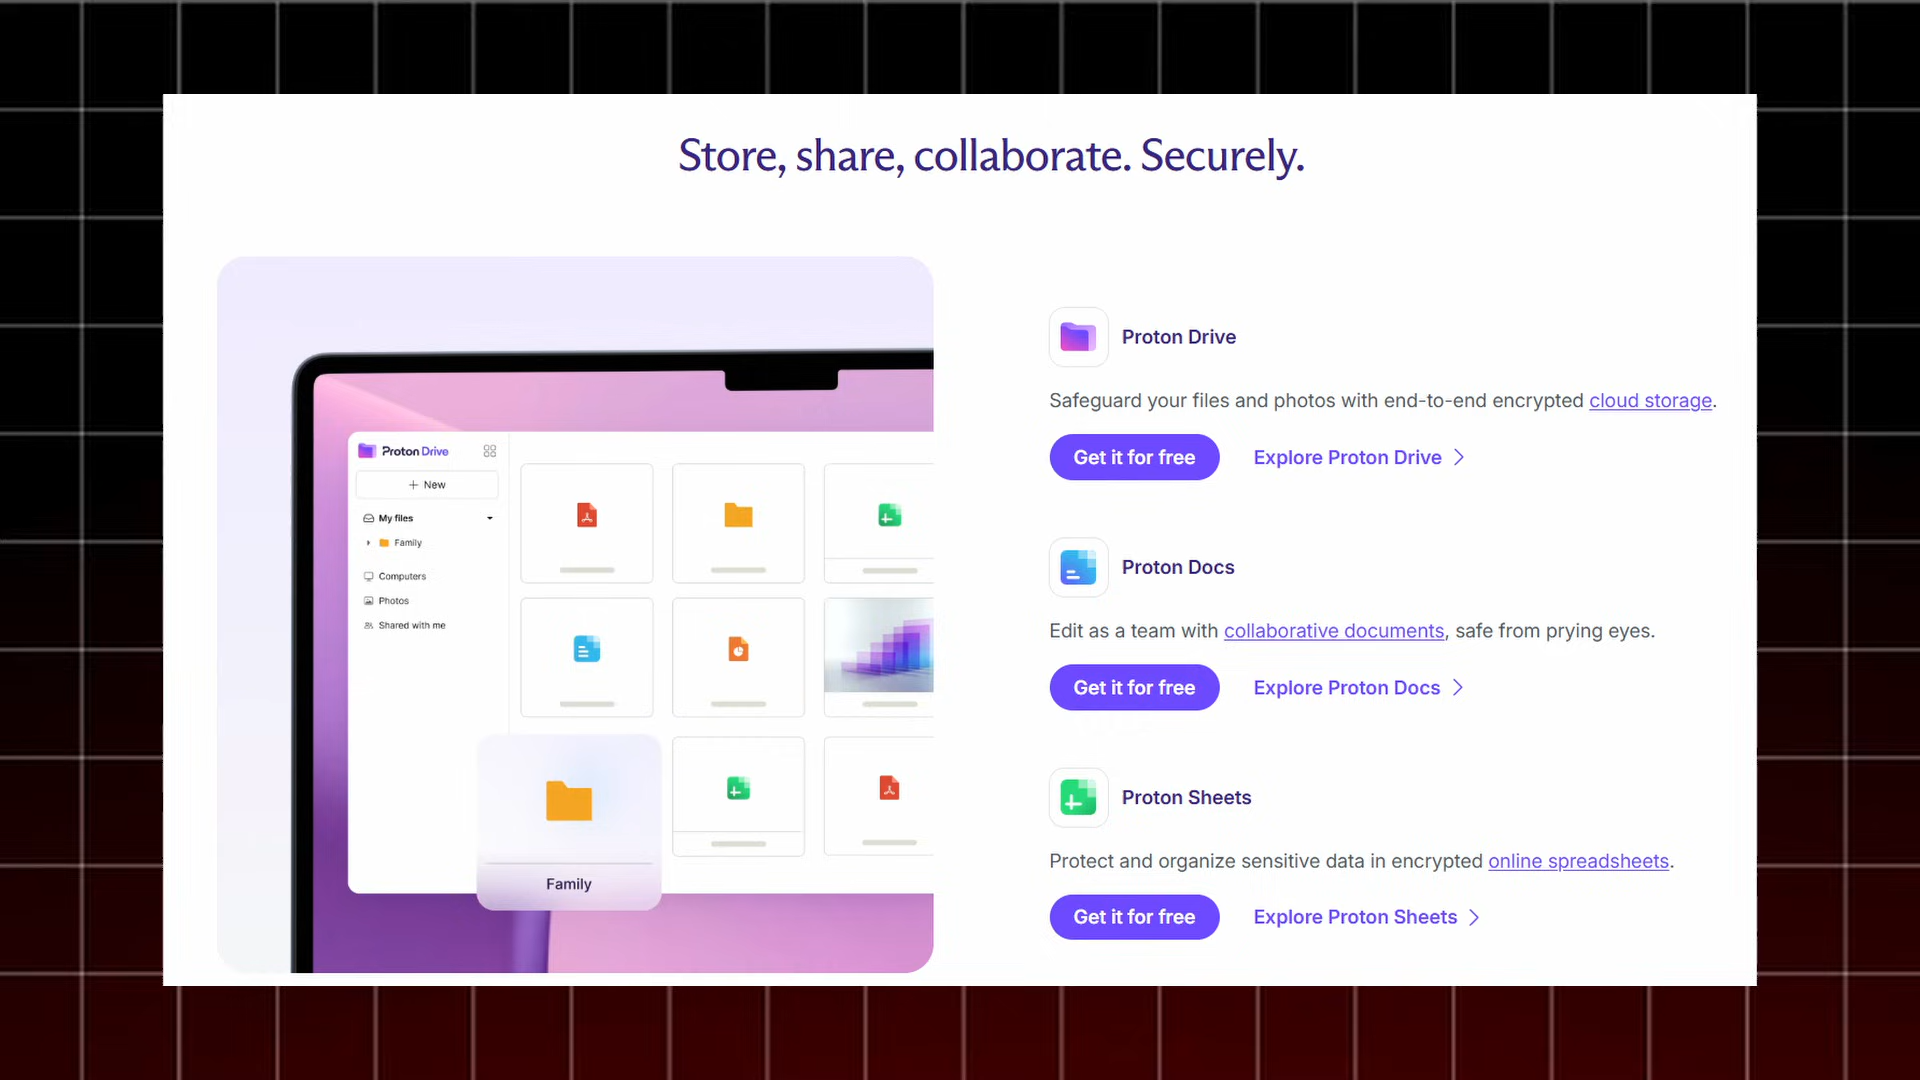 Store, share, collaborate. Securely.
Proton Drive
New
My files
Family
Computers
Photos
Shared with me
Family
Proton Drive
Safeguard your files and photos with end-to-end encrypted cloud storage.
Get it for free
Explore Proton Drive
Proton Docs
Edit as a team with collaborative documents, safe from prying eyes.
Get it for free
Explore Proton Docs
Proton Sheets
Protect and organize sensitive data in encrypted online spreadsheets.
Get it for free
Explore Proton Sheets